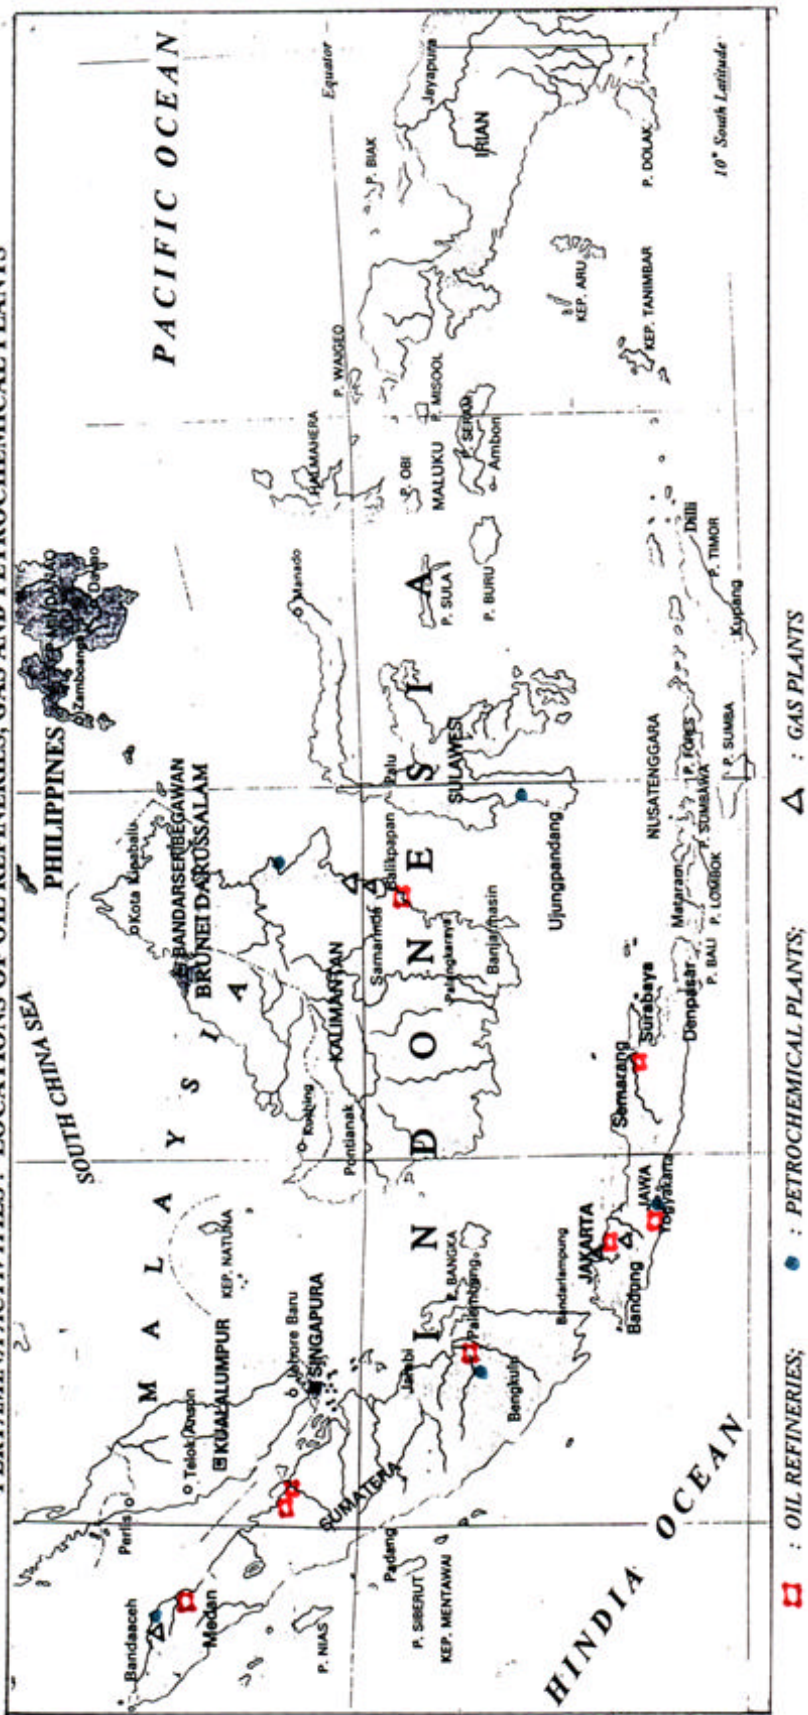 PERTAMINA ACTIVITIES : LOCATIONS OF OIL REFINERIES, GAS AND PETROCHEMICAL PLANTS
PHILIPPINES
P. MINDANAO
Zamboanga
Davao
SOUTH CHINA SEA
PACIFIC OCEAN
Equator
Kota Kinabalu
BANDARSERIBEGAWAN
BRUNEI DARUSSALAM
M A L A Y S I A
KEP. NATUNA
Perlis
Telok Anson
KUALALUMPUR
Johore Baru
SINGAPURA
Bandaaceh
Medan
P. NIAS
SUMATERA
Padang
P. SIBERUT
KEP. MENTAWAI
Jambi
Palembang
P. BANGKA
Bengkulu
Bandarlampung
Kuching
Pontianak
KALIMANTAN
Samarinda
Balikpapan
Palangkaraya
Banjarmasin
I N D O N E S I A
Manado
Palu
SULAWESI
Ujungpandang
HALMAHERA
P. WAIGEO
P. OBI
P. MISOOL
MALUKU
P. SULA
P. BURU
P. SERAM
Ambon
P. BIAK
Jayapura
IRIAN
KEP. ARU
KEP. TANIMBAR
P. DOLAK
10° South Latitude
JAKARTA
Bandung
JAWA
Yogyakarta
Semarang
Surabaya
Denpasar
P. BALI
Mataram
P. LOMBOK
NUSATENGGARA
P. SUMBAWA
P. FORES
P. SUMBA
Kupang
P. TIMOR
Dilli
HINDIA OCEAN
: OIL REFINERIES;
: PETROCHEMICAL PLANTS;
: GAS PLANTS